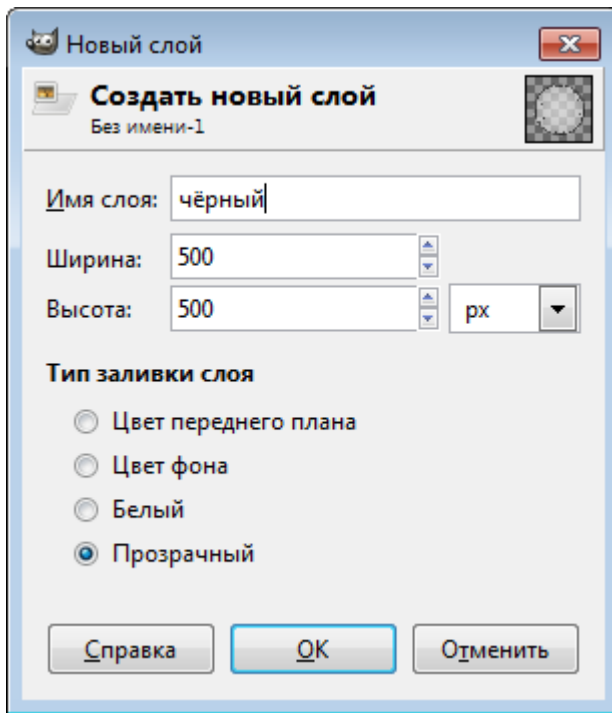 Новый слой
Создать новый слой
Без имени-1
Имя слоя: чёрный
Ширина: 500
Высота: 500 px
Тип заливки слоя
Цвет переднего плана
Цвет фона
Белый
Прозрачный
Справка ОК Отменить